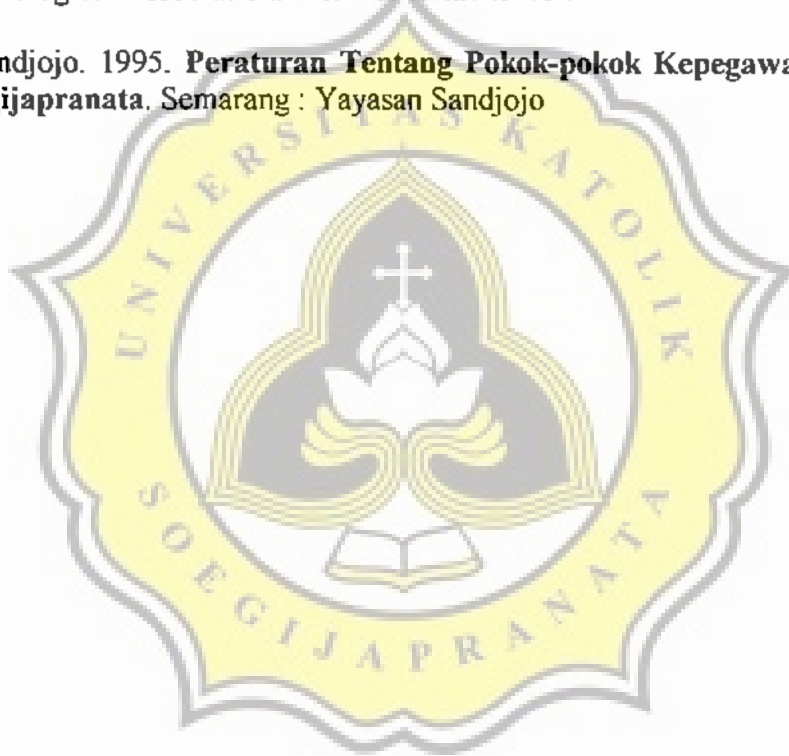 ndjojo. 1995. Peraturan Tentang Pokok-pokok Kepegawa
ijapranata. Semarang : Yayasan Sandjojo
UNIVERSITAS KATOLIK
SOEGIJAPRANATA